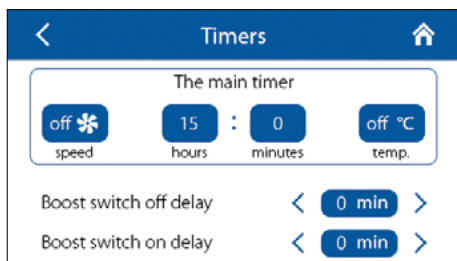 Timers
The main timer
off 15 : 0 off °C
speed hours minutes temp.
Boost switch off delay 0 min
Boost switch on delay 0 min